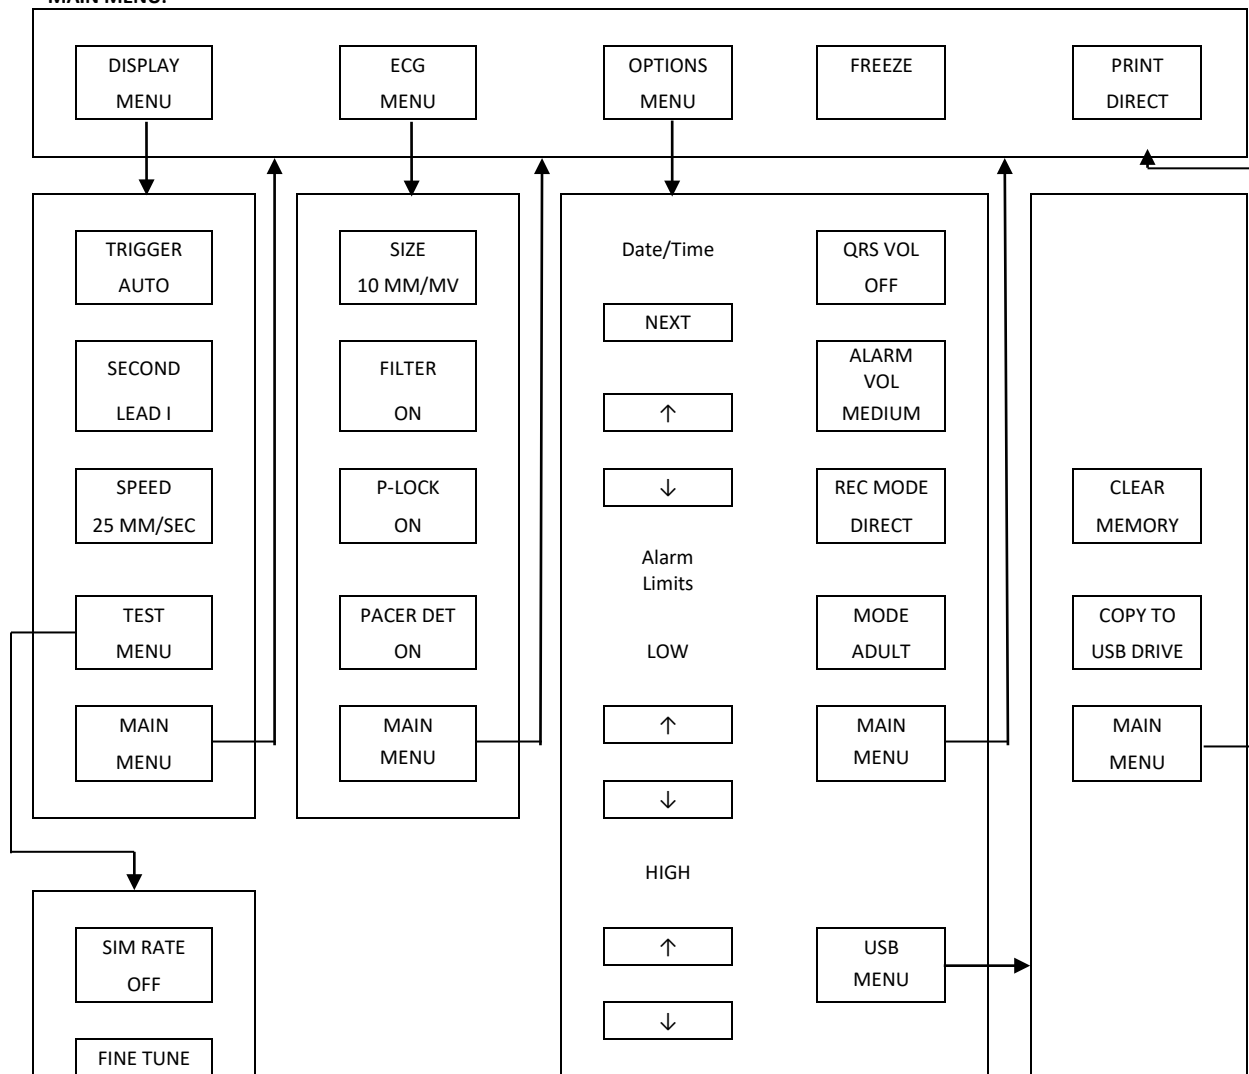 MAIN MENU:
DISPLAY
MENU
ECG
MENU
OPTIONS
MENU
FREEZE
PRINT
DIRECT
TRIGGER
AUTO
SECOND
LEAD I
SPEED
25 MM/SEC
TEST
MENU
MAIN
MENU
SIZE
10 MM/MV
FILTER
ON
P-LOCK
ON
PACER DET
ON
MAIN
MENU
Date/Time
NEXT
↑
↓
Alarm
Limits
LOW
↑
↓
HIGH
↑
↓
QRS VOL
OFF
ALARM
VOL
MEDIUM
REC MODE
DIRECT
MODE
ADULT
MAIN
MENU
USB
MENU
CLEAR
MEMORY
COPY TO
USB DRIVE
MAIN
MENU
SIM RATE
OFF
FINE TUNE